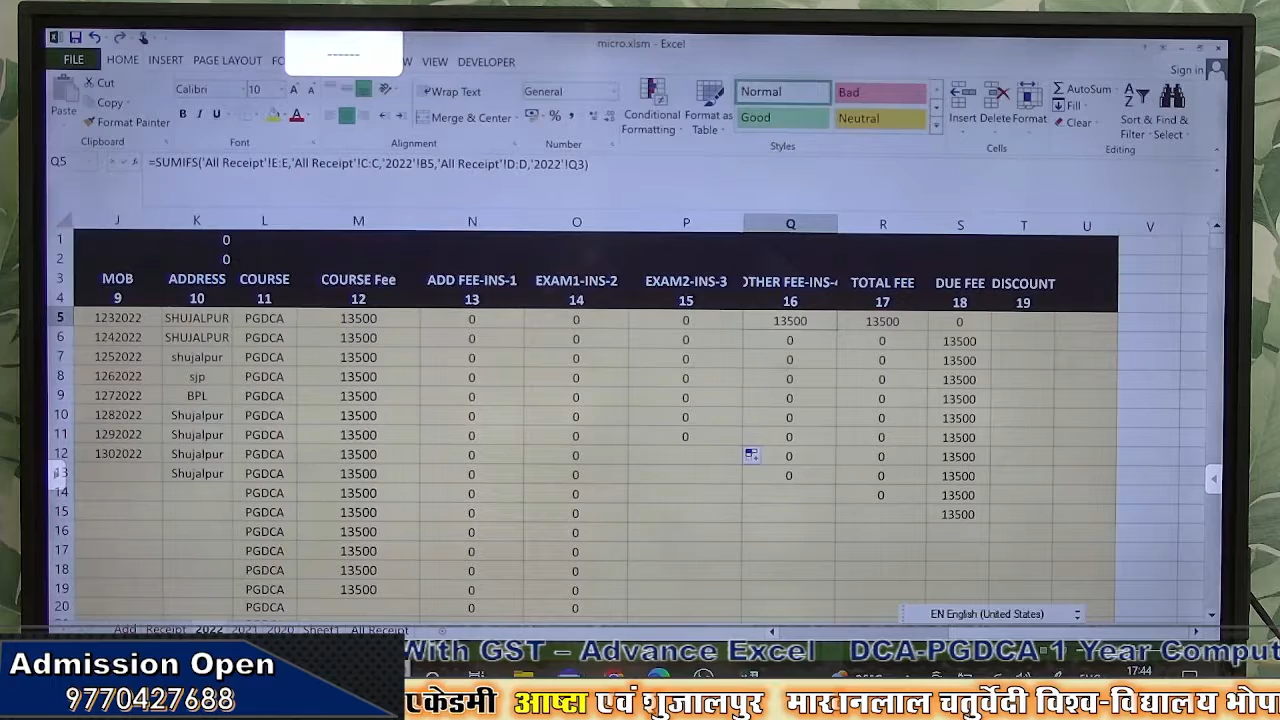 micro.xlsm - Excel
FILE HOME INSERT PAGE LAYOUT VIEW DEVELOPER Sign in
Cut
Copy
Format Painter
Paste
Clipboard
Calibri 10
B I U
Font
Wrap Text
Merge & Center
Alignment
General
Number
Conditional Formatting
Format as Table
Normal Bad
Good Neutral
Styles
Insert Delete Format
Cells
AutoSum
Fill
Clear
Sort & Filter Find & Select
Editing
Q5 =SUMIFS('All Receipt'!E:E,'All Receipt'!C:C,'2022'!B5,'All Receipt'!D:D,'2022'!Q3)
J K L M N O P Q R S T U V
1 0
2 0
3 MOB ADDRESS COURSE COURSE Fee ADD FEE-INS-1 EXAM1-INS-2 EXAM2-INS-3 OTHER FEE-INS-4 TOTAL FEE DUE FEE DISCOUNT
4 9 10 11 12 13 14 15 16 17 18 19
5 1232022 SHUJALPUR PGDCA 13500 0 0 0 13500 13500 0
6 1242022 SHUJALPUR PGDCA 13500 0 0 0 0 0 13500
7 1252022 shujalpur PGDCA 13500 0 0 0 0 0 13500
8 1262022 sjp PGDCA 13500 0 0 0 0 0 13500
9 1272022 BPL PGDCA 13500 0 0 0 0 0 13500
10 1282022 Shujalpur PGDCA 13500 0 0 0 0 0 13500
11 1292022 Shujalpur PGDCA 13500 0 0 0 0 0 13500
12 1302022 Shujalpur PGDCA 13500 0 0 0 0 13500
13 Shujalpur PGDCA 13500 0 0 0 0 13500
14 PGDCA 13500 0 0 0 13500
15 PGDCA 13500 0 0 13500
16 PGDCA 13500 0 0
17 PGDCA 13500 0 0
18 PGDCA 13500 0 0
19 PGDCA 13500 0 0
20 PGDCA 0 0
EN English (United States)
Add Receipt 2022 2021 2020 Sheet1 All Receipt
With GST – Advance Excel DCA-PGDCA 1 Year Comput
17:44
Admission Open
9770427688
एकेडमी आष्टा एवं शुजालपुर माखनलाल चतुर्वेदी विश्व-विद्यालय भोपा